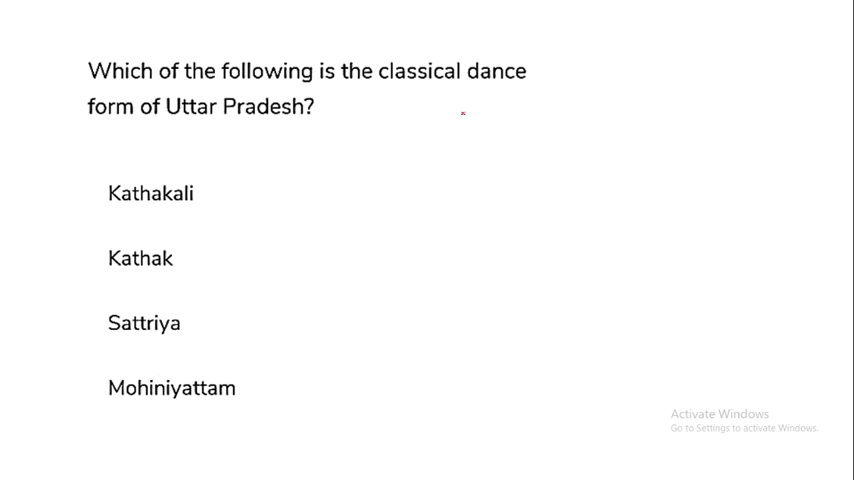 Which of the following is the classical dance
form of Uttar Pradesh?
Kathakali
Kathak
Sattriya
Mohiniyattam
Activate Windows
Go to Settings to activate Windows.